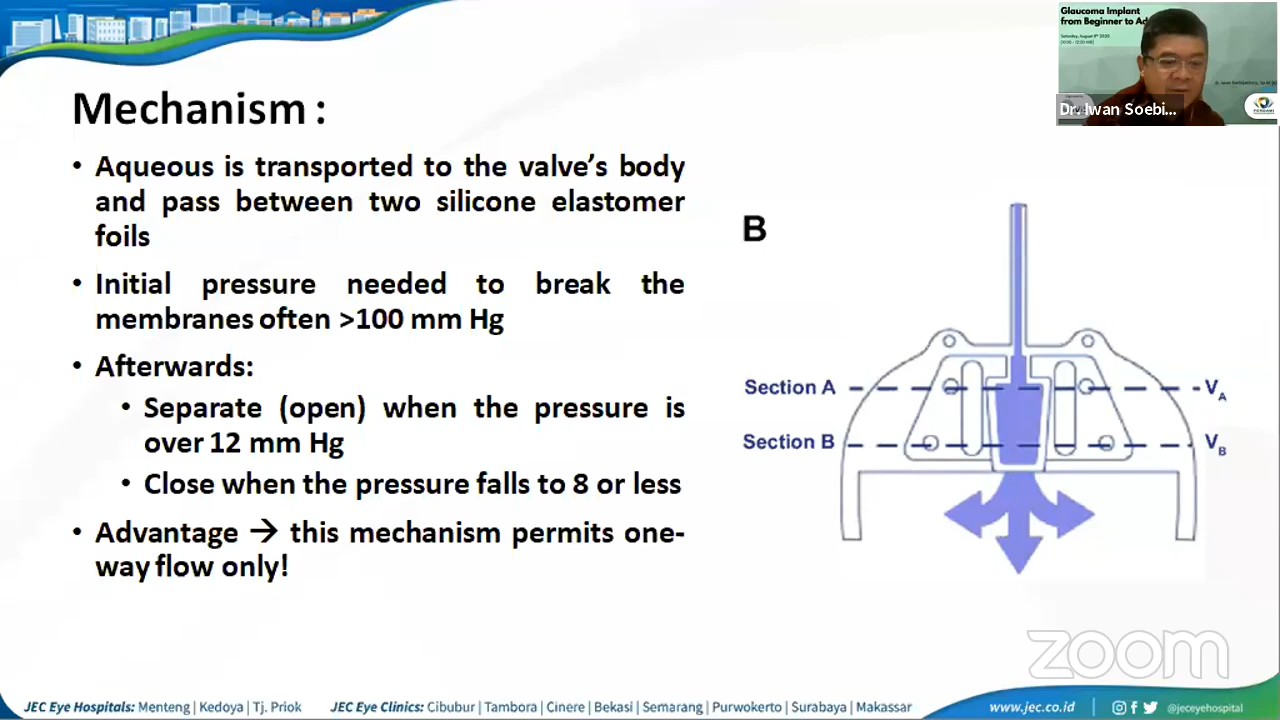 Mechanism :
• Aqueous is transported to the valve's body
and pass between two silicone elastomer
foils
• Initial pressure needed to break the
membranes often >100 mm Hg
• Afterwards:
• Separate (open) when the pressure is
over 12 mm Hg
• Close when the pressure falls to 8 or less
• Advantage → this mechanism permits one-
way flow only!
B
Section A
VA
Section B
VB
Glaucoma Implant
from Beginner to Ad
Saturday, August 8th 2020
Dr. Iwan Soebi...
zoom
JEC Eye Hospitals: Menteng | Kedoya | Tj. Priok
JEC Eye Clinics: Cibubur | Tambora | Cinere | Bekasi | Semarang | Purwokerto | Surabaya | Makassar
www.jec.co.id
@jeceyehospital